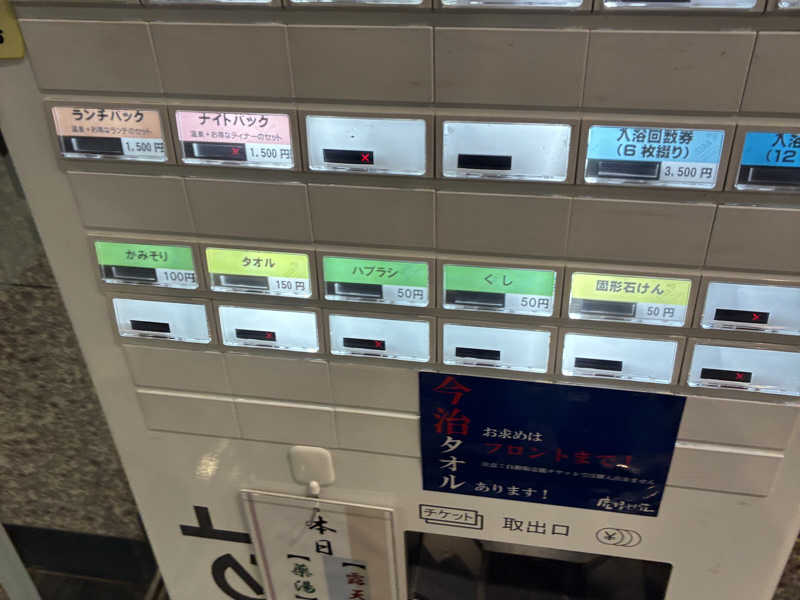 ランチパック
温泉+お得なランチのセット
1,500円
ナイトパック
温泉+お得なディナーのセット
1,500円
入浴回数券
(6枚綴り)
3,500円
(12
かみそり
100円
タオル
150円
ハブラシ
50円
くし
50円
固形石けん
50円
今治タオル
お求めは
フロントまで!
あります!
チケット
取出口
本日
【薬湯】
【露天